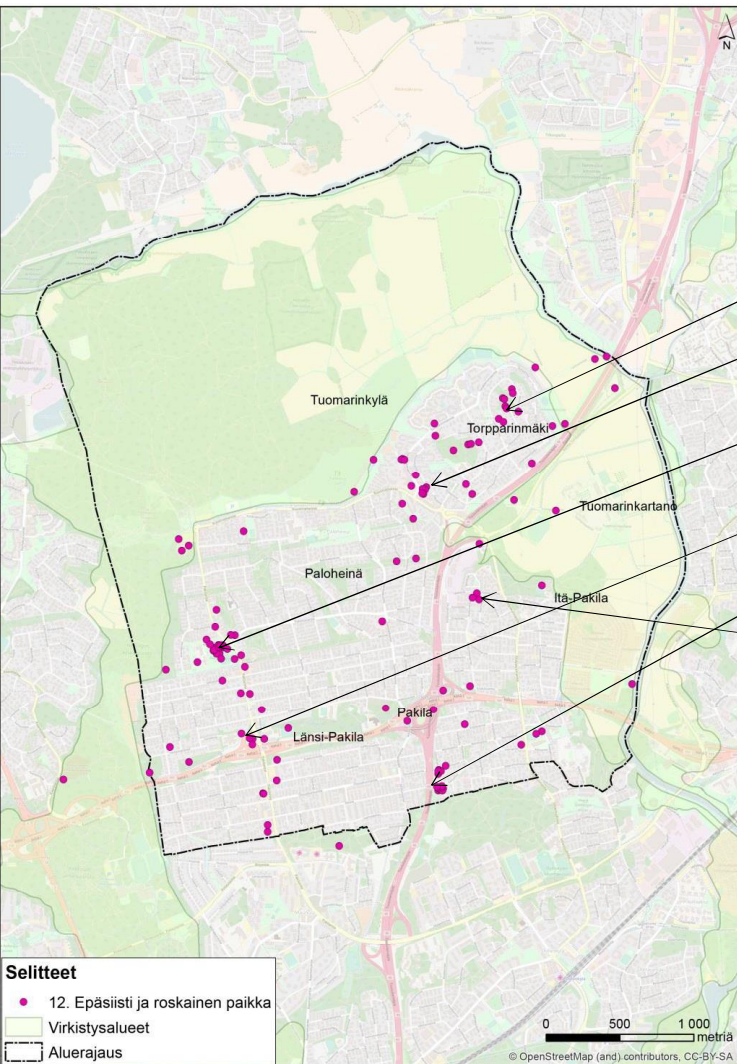 N
Tuomarinkylä
Torpparinmäki
Tuomarinkartano
Paloheinä
Itä-Pakila
Pakila
Länsi-Pakila
Selitteet
12. Epäsiisti ja roskainen paikka
Virkistysalueet
Aluerajaus
0 500 1 000
metriä
© OpenStreetMap (and) contributors, CC-BY-SA